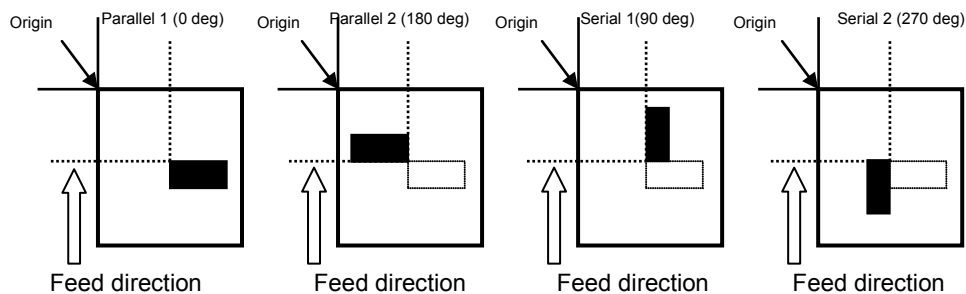 Origin
Parallel 1 (0 deg)
Feed direction
Origin
Parallel 2 (180 deg)
Feed direction
Origin
Serial 1(90 deg)
Feed direction
Origin
Serial 2 (270 deg)
Feed direction